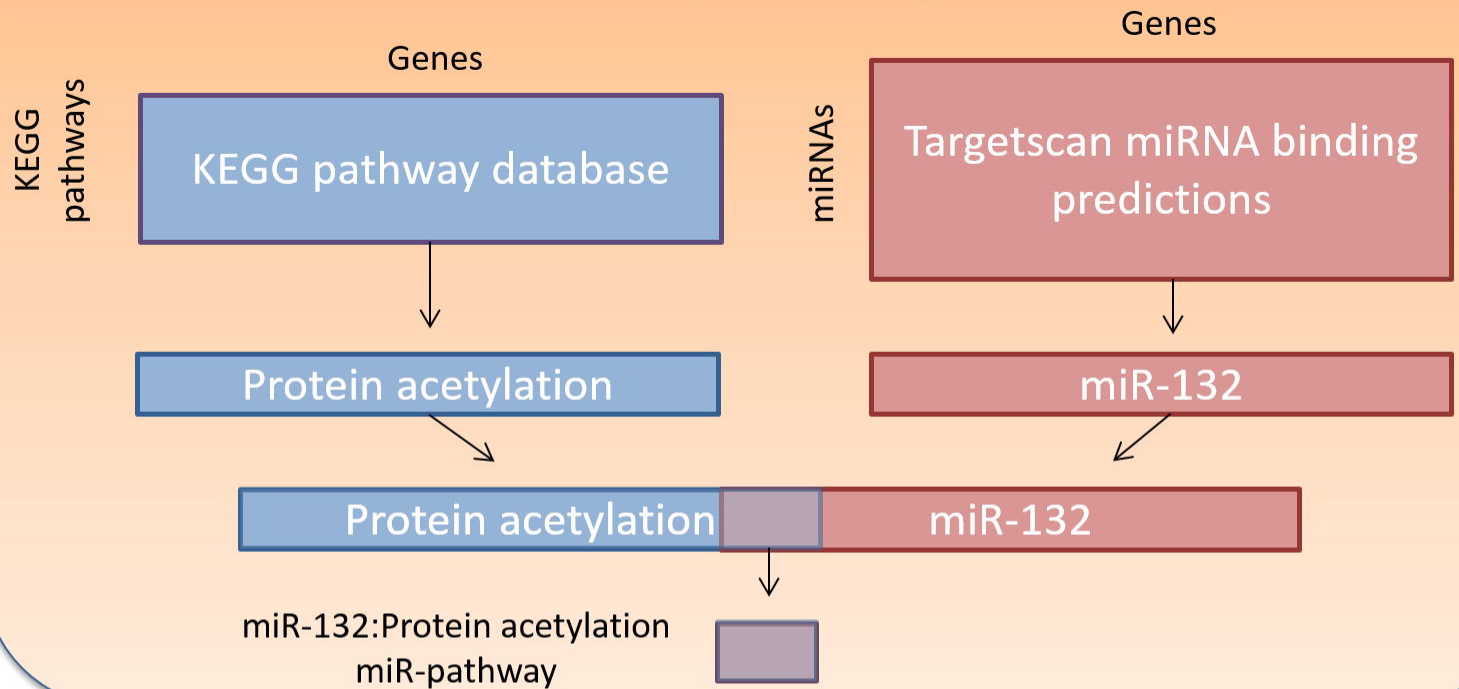 Genes
Genes
KEGG
pathways
KEGG pathway database
miRNAs
Targetscan miRNA binding
predictions
Protein acetylation
miR-132
Protein acetylation
miR-132
miR-132:Protein acetylation
miR-pathway